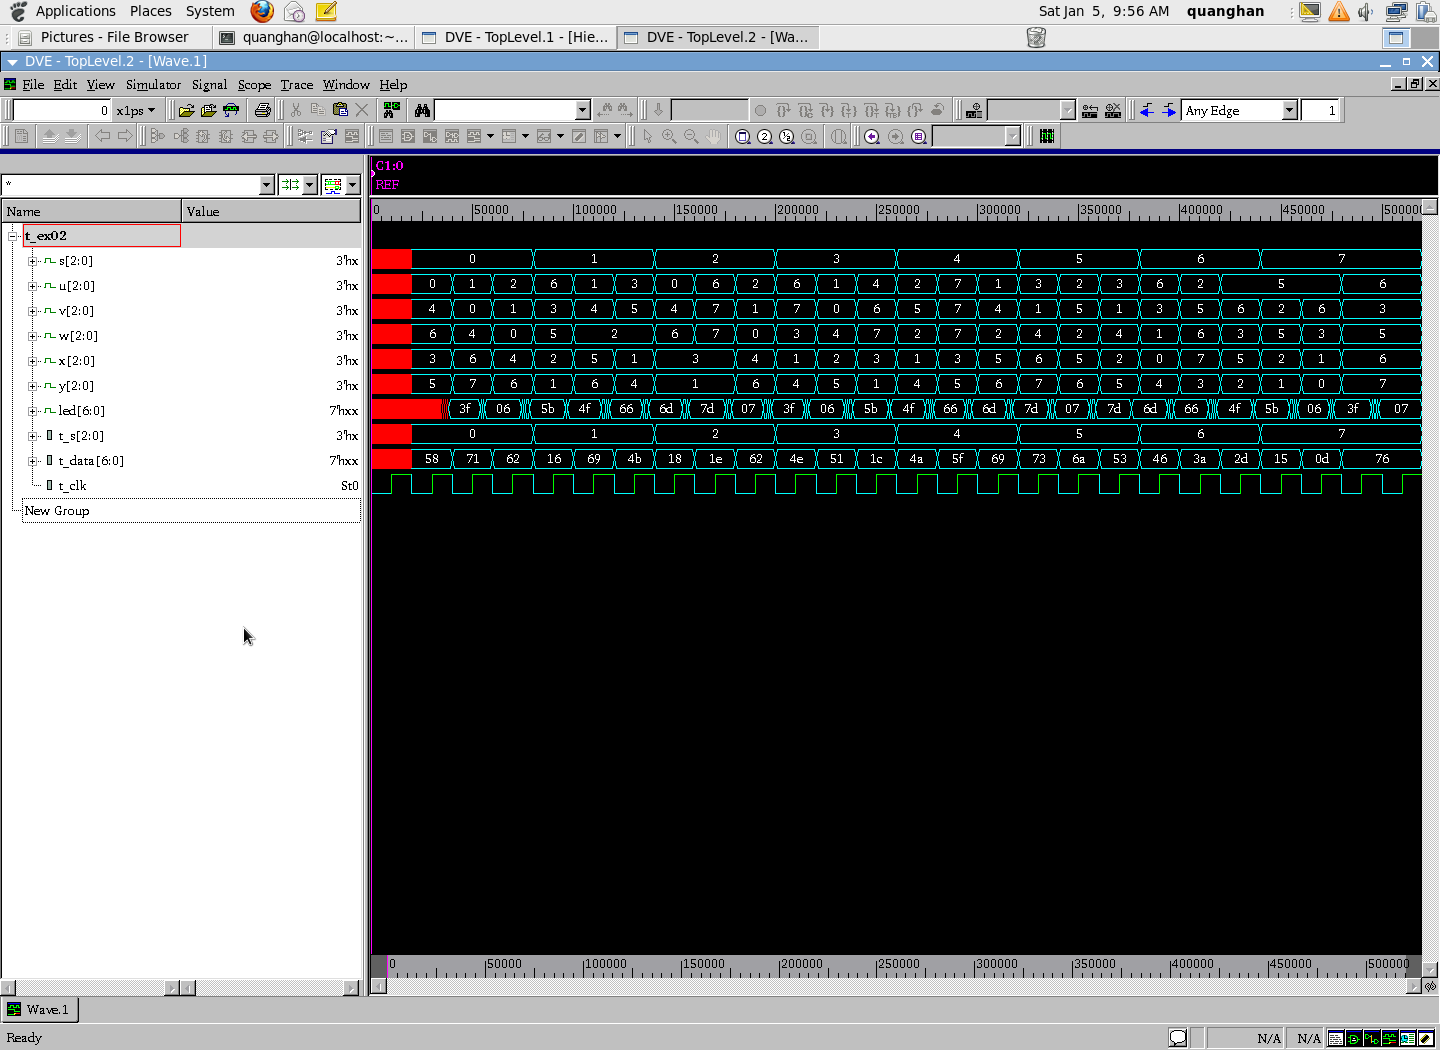 Applications Places System Sat Jan 5, 9:56 AM quanghan
Pictures - File Browser quanghan@localhost:~... DVE - TopLevel.1 - [Hie... DVE - TopLevel.2 - [Wa...
DVE - TopLevel.2 - [Wave.1]
File Edit View Simulator Signal Scope Trace Window Help
0 x1ps Any Edge 1
C1:0
REF
*
Name Value
0 50000 100000 150000 200000 250000 300000 350000 400000 450000 50000
t_ex02
s[2:0] 3'hx 0 1 2 3 4 5 6 7
u[2:0] 3'hx 0 1 2 6 1 3 0 6 2 6 1 4 2 7 1 3 2 3 6 2 5 6
v[2:0] 3'hx 4 0 1 3 4 5 4 7 1 7 0 6 5 7 4 1 5 1 3 5 6 2 6 3
w[2:0] 3'hx 6 4 0 5 2 6 7 0 3 4 7 2 7 2 4 2 4 1 6 3 5 3 5
x[2:0] 3'hx 3 6 4 2 5 1 3 4 1 2 3 1 3 5 6 5 2 0 7 5 2 1 6
y[2:0] 3'hx 5 7 6 1 6 4 1 6 4 5 1 4 5 6 7 6 5 4 3 2 1 0 7
led[6:0] 7'hxx 3f 06 5b 4f 66 6d 7d 07 3f 06 5b 4f 66 6d 7d 07 7d 6d 66 4f 5b 06 3f 07
t_s[2:0] 3'hx 0 1 2 3 4 5 6 7
t_data[6:0] 7'hxx 58 71 62 16 69 4b 18 1e 62 4e 51 1c 4a 5f 69 73 6a 53 46 3a 2d 15 0d 76
t_clk St0
New Group
0 50000 100000 150000 200000 250000 300000 350000 400000 450000 500000
Wave.1
Ready N/A N/A